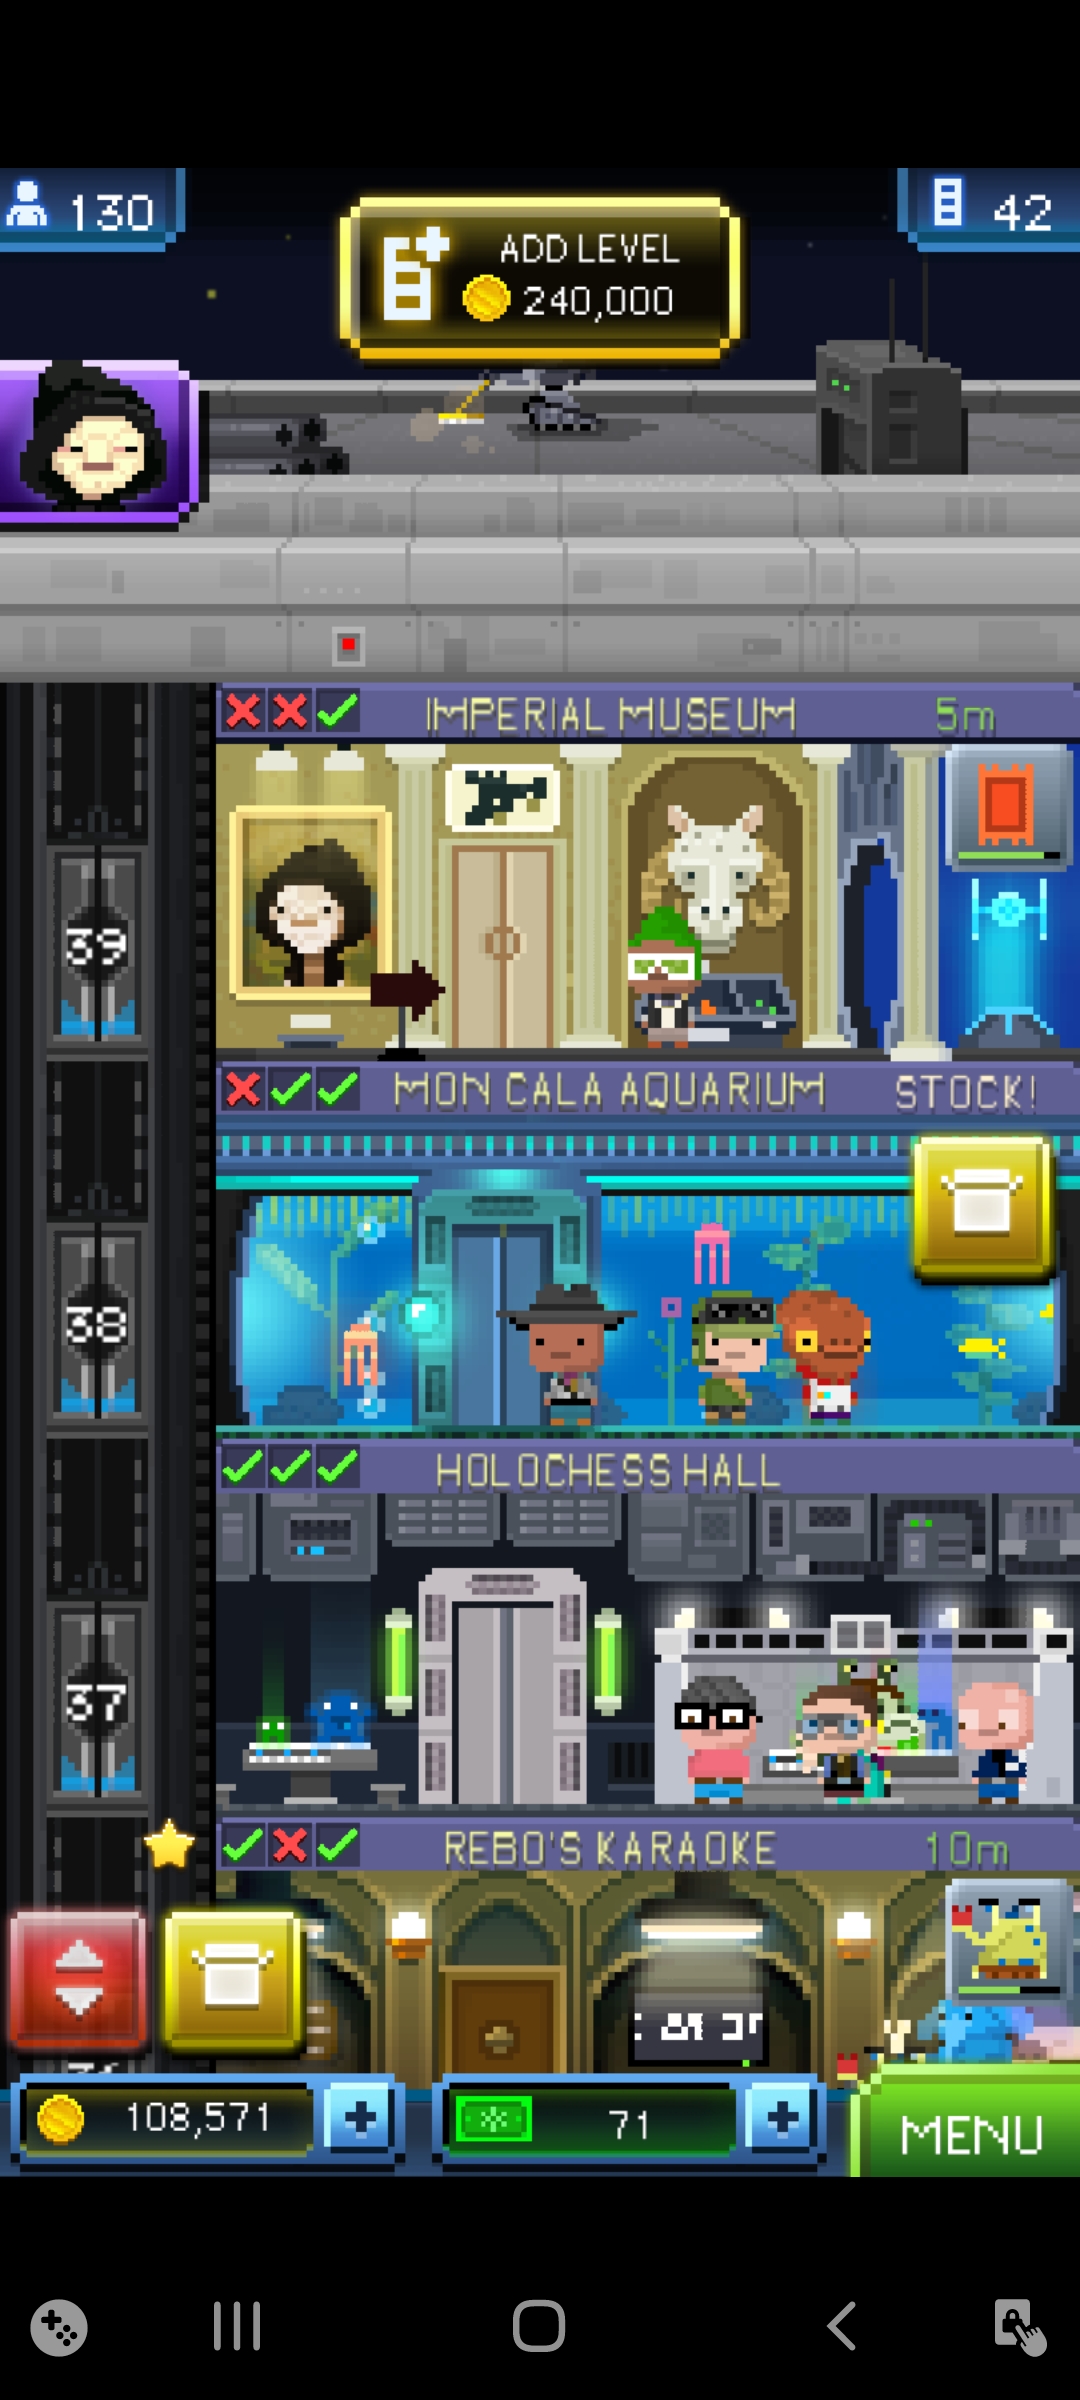 130
42
ADD LEVEL
240,000
IMPERIAL MUSEUM 5m
39
MON CALA AQUARIUM STOCK!
38
HOLOCHESS HALL
37
REBO'S KARAOKE 10m
108,571
71
MENU